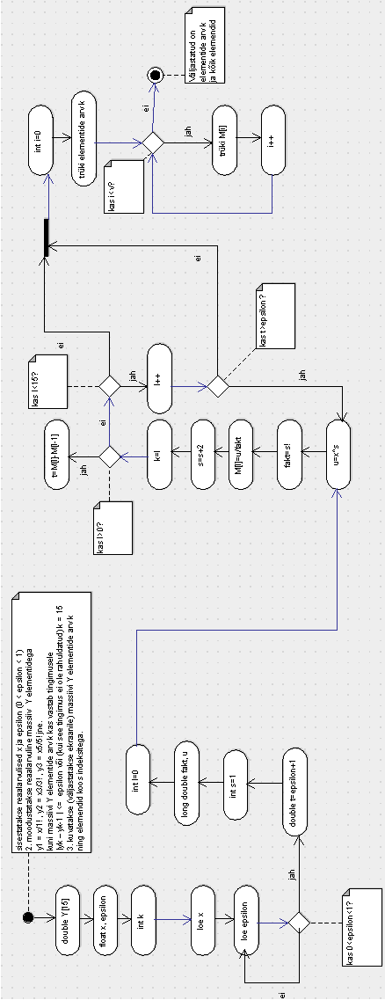 sisestatakse reaalarvulised x ja epsilon (0 < epsilon < 1)
2. moodustatakse reaalarvuline massiiv Y elementidega
y1 = x/1!, y2 = x3/3!, y3 = x5/5! jne.
kuni massiivi Y elementide arv k kas vastab tingimusele
|yk – yk-1 | <= epsilon või (kui see tingimus ei ole rahuldatud) k = 15
3. kuvatakse (väljastatakse ekraanile) massiivi Y elementide arv k
ning elemendid koos indeksitega.
double Y [15]
float x, epsilon
int k
loe x
loe epsilon
kas 0<epsilon<1?
ei
jah
double t=epsilon+1
int s=1
long double fakt, u
int l=0
u=x^s
fakt=s!
M[l]=u/fakt
s=s+2
k=l
kas l>0?
jah
t=M[l]-M[l-1]
ei
kas l<15?
jah
l++
kas t>epsilon ?
jah
ei
ei
int i=0
trüki elementide arv k
kas i<v?
jah
trüki M[i]
i++
ei
Väljastatud on
elementide arv k
ja kõik elemendid